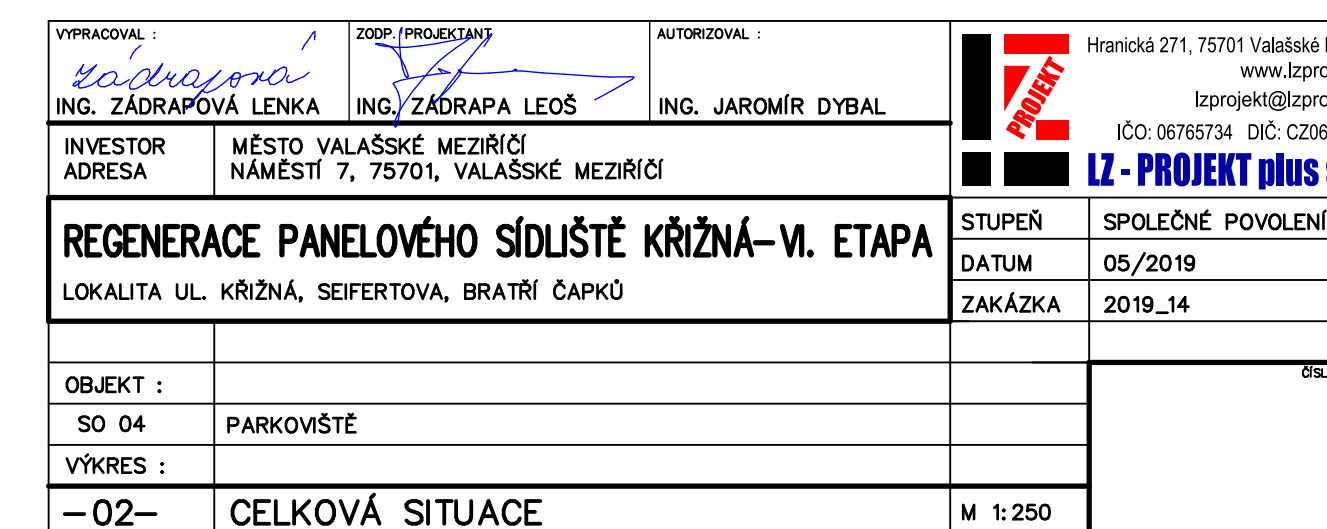 VYPRACOVAL :
Zádrapová
ING. ZÁDRAPOVÁ LENKA
ZODP. PROJEKTANT
ING. ZÁDRAPA LEOŠ
AUTORIZOVAL :
ING. JAROMÍR DYBAL
PROJEKT
Hranická 271, 75701 Valašské
www.lzpro
lzprojekt@lzpro
IČO: 06765734 DIČ: CZ06
LZ - PROJEKT plus
INVESTOR MĚSTO VALAŠSKÉ MEZIŘÍČÍ
ADRESA NÁMĚSTÍ 7, 75701, VALAŠSKÉ MEZIŘÍČÍ
REGENERACE PANELOVÉHO SÍDLIŠTĚ KŘIŽNÁ–VI. ETAPA
LOKALITA UL. KŘIŽNÁ, SEIFERTOVA, BRATŘÍ ČAPKŮ
STUPEŇ SPOLEČNÉ POVOLENÍ
DATUM 05/2019
ZAKÁZKA 2019_14
OBJEKT :
SO 04 PARKOVIŠTĚ
VÝKRES :
–02– CELKOVÁ SITUACE M 1:250
ČÍSL